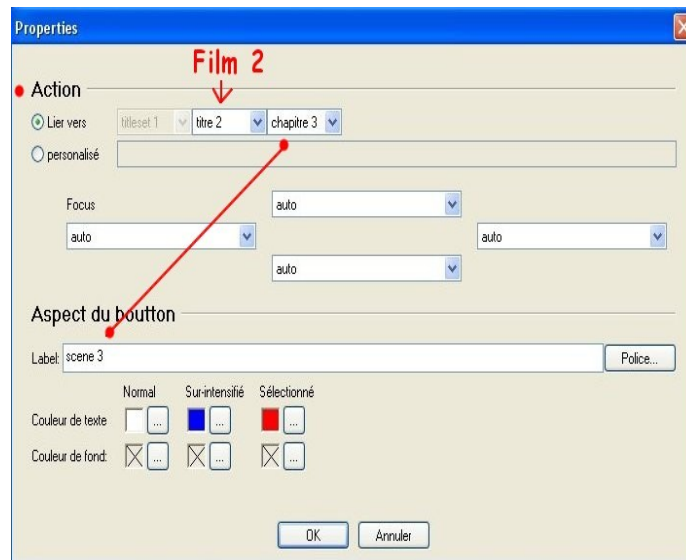 Properties
Film 2
Action
Lier vers titleset 1 titre 2 chapitre 3
personalisé
Focus auto
auto auto
auto
Aspect du boutton
Label: scene 3 Police...
Normal Sur-intensifié Sélectionné
Couleur de texte ... ... ...
Couleur de fond: ... ... ...
OK Annuler